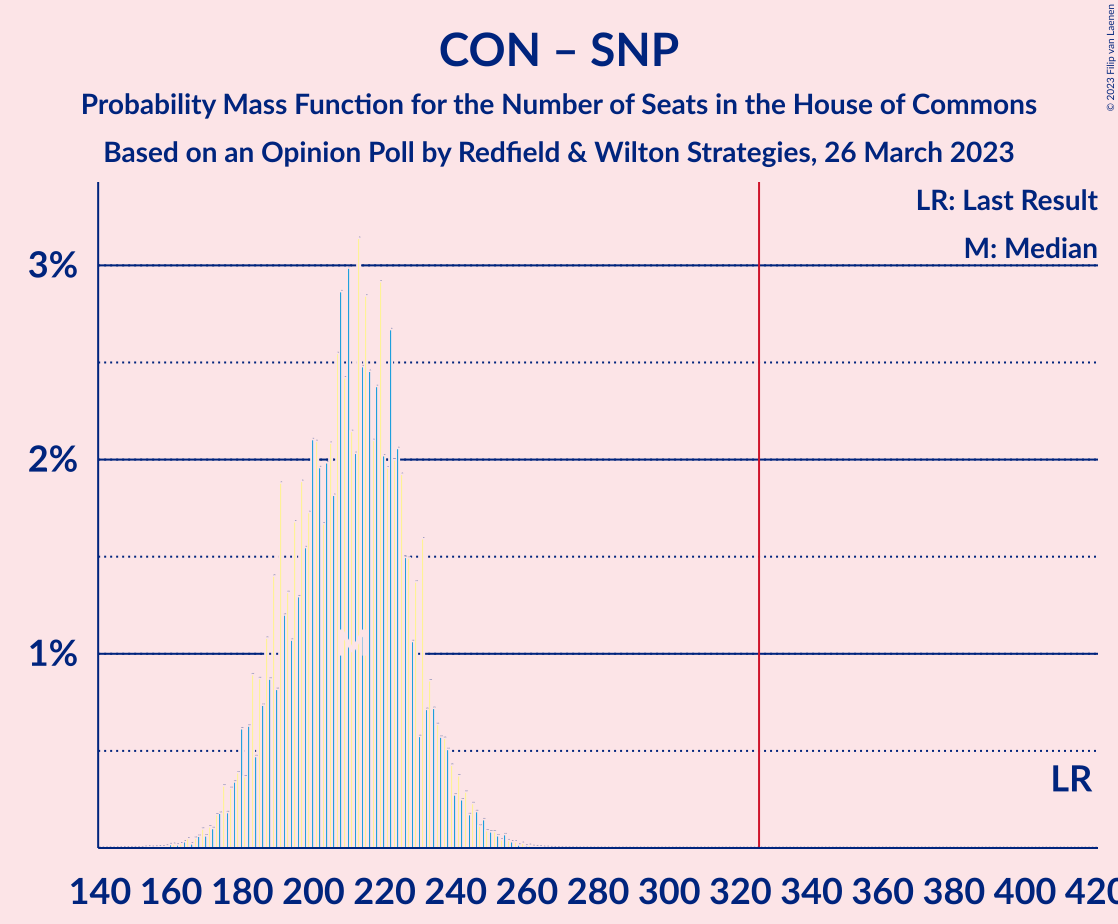 CON – SNP
Probability Mass Function for the Number of Seats in the House of Commons
Based on an Opinion Poll by Redfield & Wilton Strategies, 26 March 2023
© 2023 Filip van Laenen
LR: Last Result
M: Median
3%
2%
1%
M
LR
140 160 180 200 220 240 260 280 300 320 340 360 380 400 420